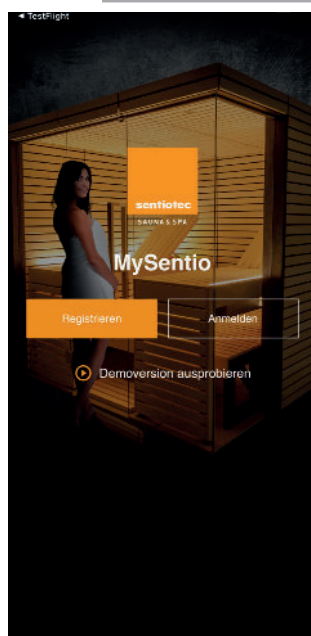 ◄ TestFlight
sentiotec
SAUNA & SPA
MySentio
Registrieren
Anmelden
Demoversion ausprobieren